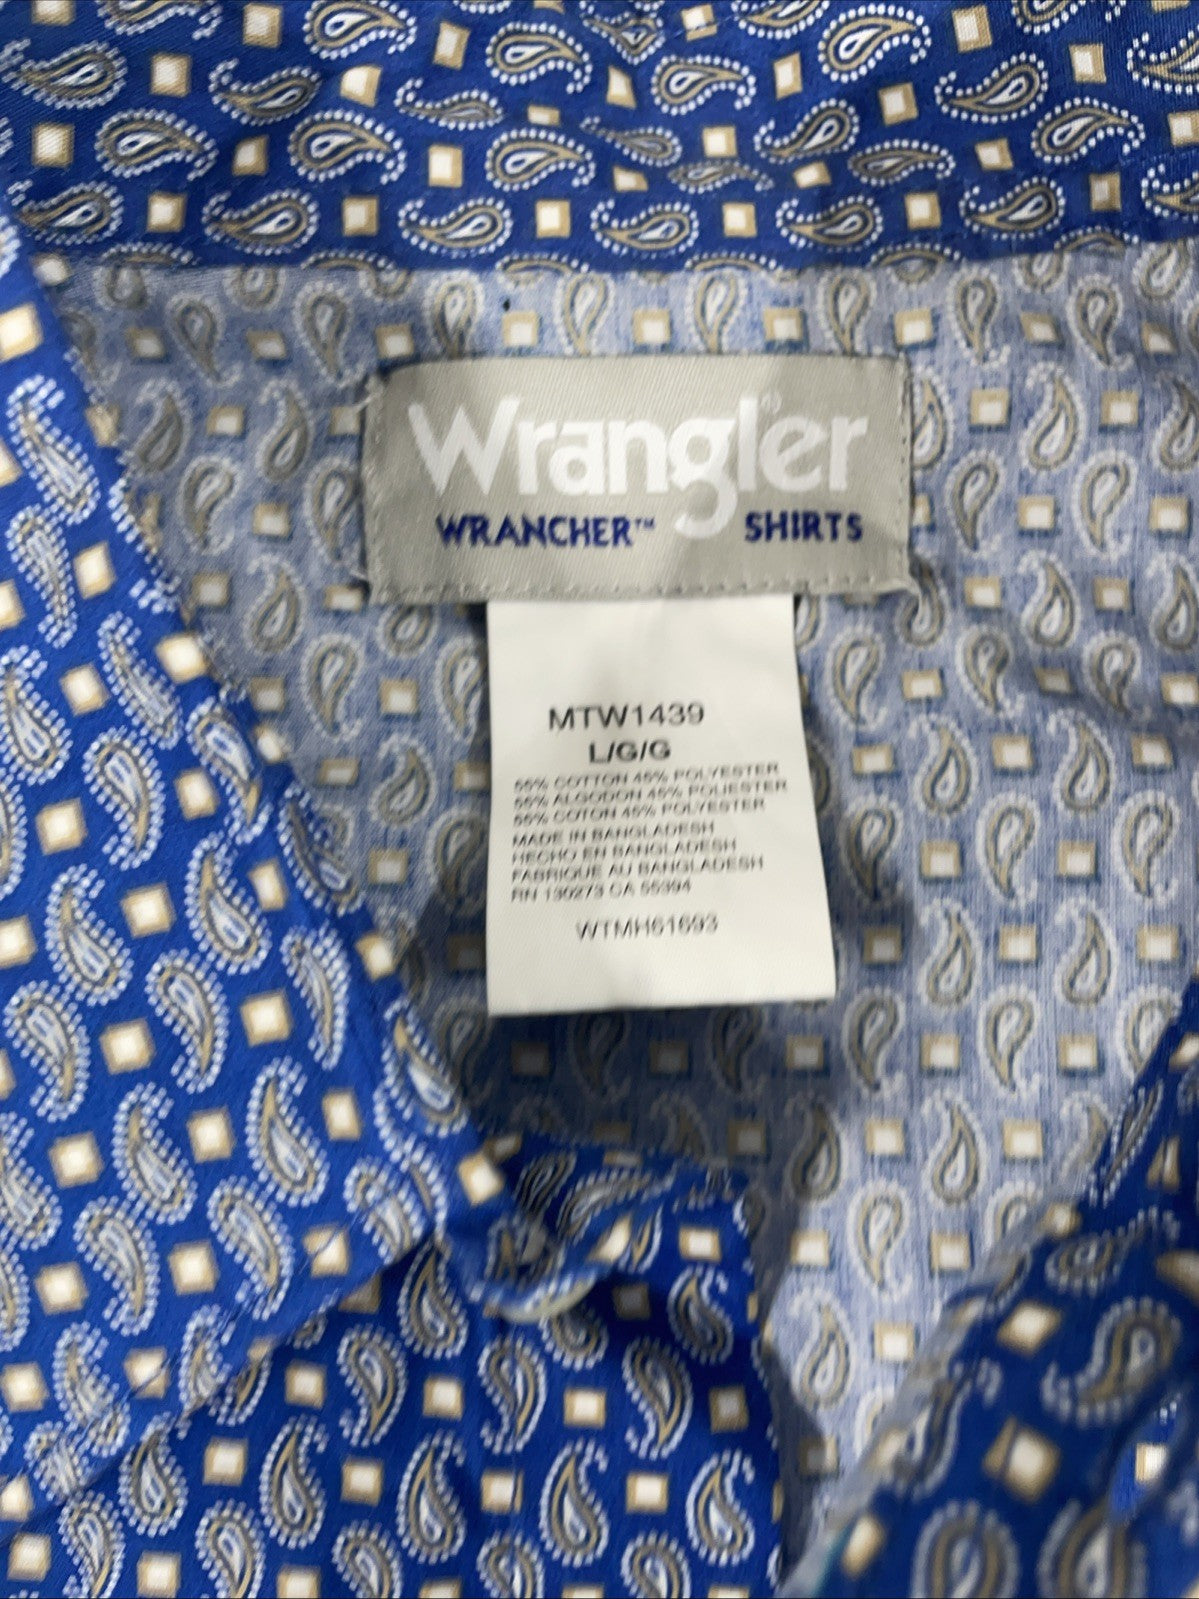 Wrangler®
WRANCHER™ SHIRTS
MTW1439
L/G/G
55% COTTON 45% POLYESTER
55% ALGODON 45% POLIESTER
55% COTON 45% POLYESTER
MADE IN BANGLADESH
HECHO EN BANGLADESH
FABRIQUE AU BANGLADESH
RN 130273 CA 55394
WTMH61693